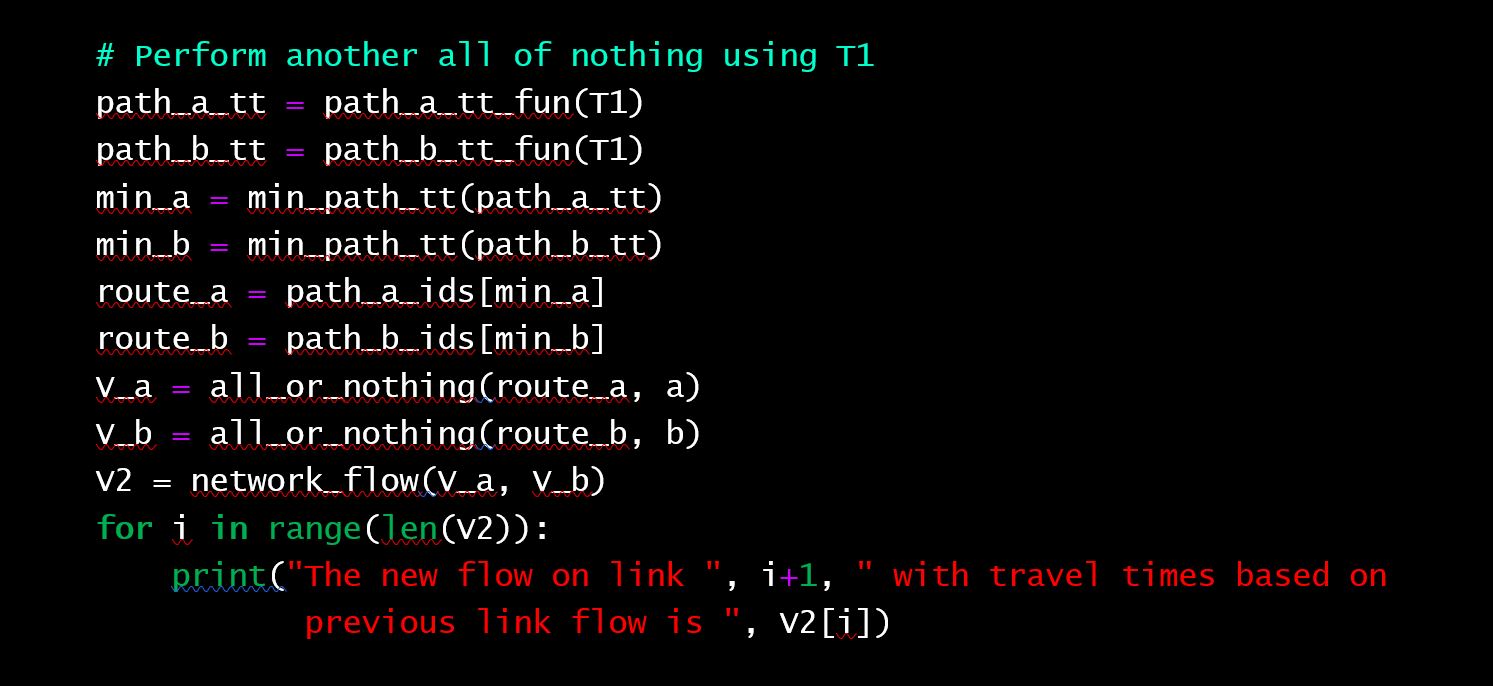 # Perform another all of nothing using T1
path_a_tt = path_a_tt_fun(T1)
path_b_tt = path_b_tt_fun(T1)
min_a = min_path_tt(path_a_tt)
min_b = min_path_tt(path_b_tt)
route_a = path_a_ids[min_a]
route_b = path_b_ids[min_b]
V_a = all_or_nothing(route_a, a)
V_b = all_or_nothing(route_b, b)
V2 = network_flow(V_a, V_b)
for i in range(len(V2)):
    print("The new flow on link ", i+1, " with travel times based on
           previous link flow is ", V2[i])